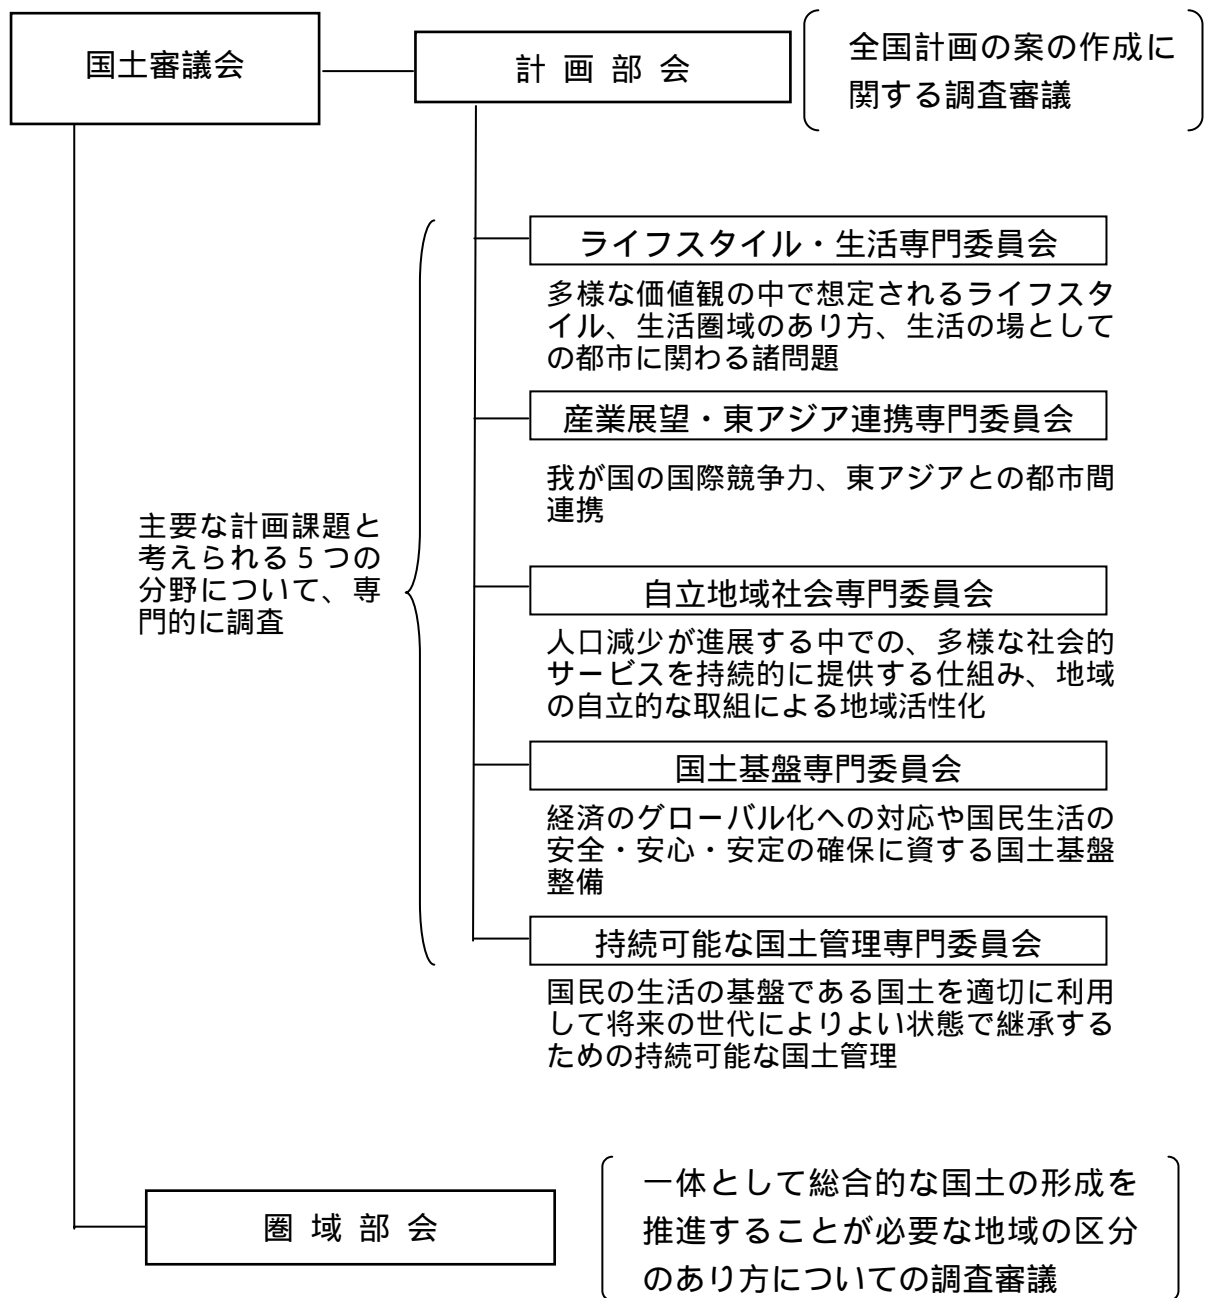 国土審議会
計画部会
全国計画の案の作成に
関する調査審議
主要な計画課題と
考えられる5つの
分野について、専
門的に調査
ライフスタイル・生活専門委員会
多様な価値観の中で想定されるライフスタ
イル、生活圏域のあり方、生活の場として
の都市に関わる諸問題
産業展望・東アジア連携専門委員会
我が国の国際競争力、東アジアとの都市間
連携
自立地域社会専門委員会
人口減少が進展する中での、多様な社会的
サービスを持続的に提供する仕組み、地域
の自立的な取組による地域活性化
国土基盤専門委員会
経済のグローバル化への対応や国民生活の
安全・安心・安定の確保に資する国土基盤
整備
持続可能な国土管理専門委員会
国民の生活の基盤である国土を適切に利用
して将来の世代によりよい状態で継承する
ための持続可能な国土管理
圏域部会
一体として総合的な国土の形成を
推進することが必要な地域の区分
のあり方についての調査審議